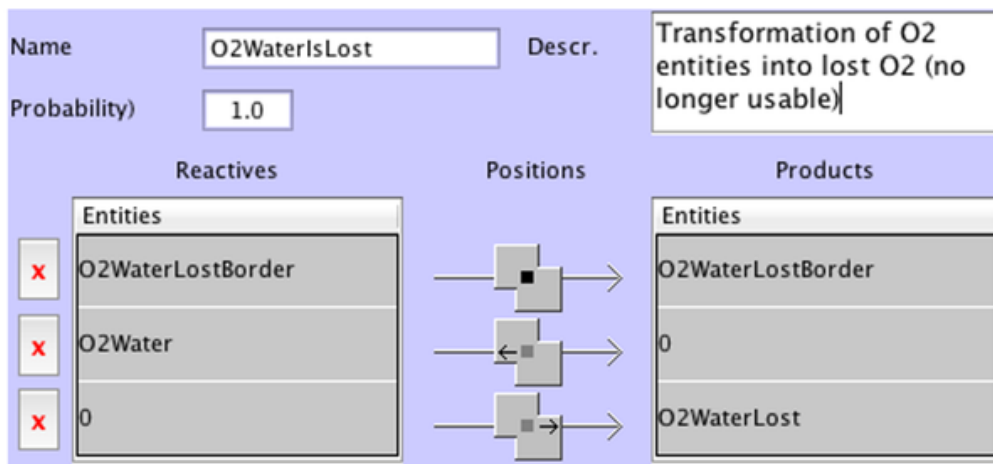 Name
O2WaterIsLost
Descr.
Transformation of O2
entities into lost O2 (no
longer usable)
Probability)
1.0
Reactives
Positions
Products
Entities
Entities
x
O2WaterLostBorder
O2WaterLostBorder
x
O2Water
0
x
0
O2WaterLost